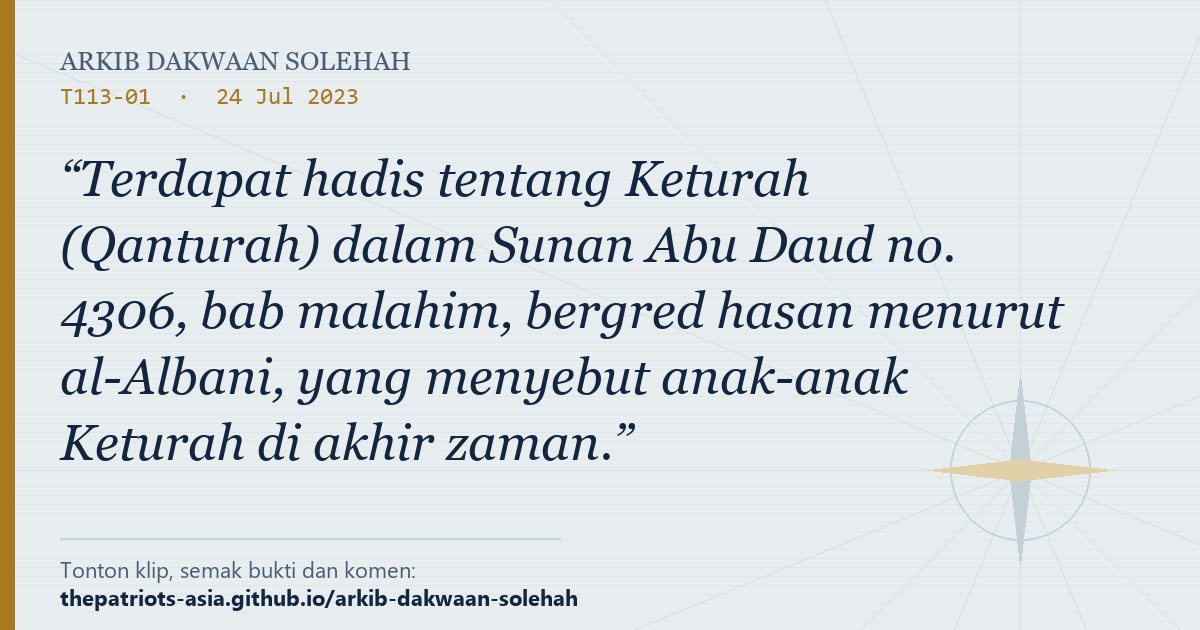 ARKIB DAKWAAN SOLEHAH
T113-01 · 24 Jul 2023
“Terdapat hadis tentang Keturah
(Qanturah) dalam Sunan Abu Daud no.
4306, bab malahim, bergred hasan menurut
al-Albani, yang menyebut anak-anak
Keturah di akhir zaman.”
Tonton klip, semak bukti dan komen:
thepatriots-asia.github.io/arkib-dakwaan-solehah